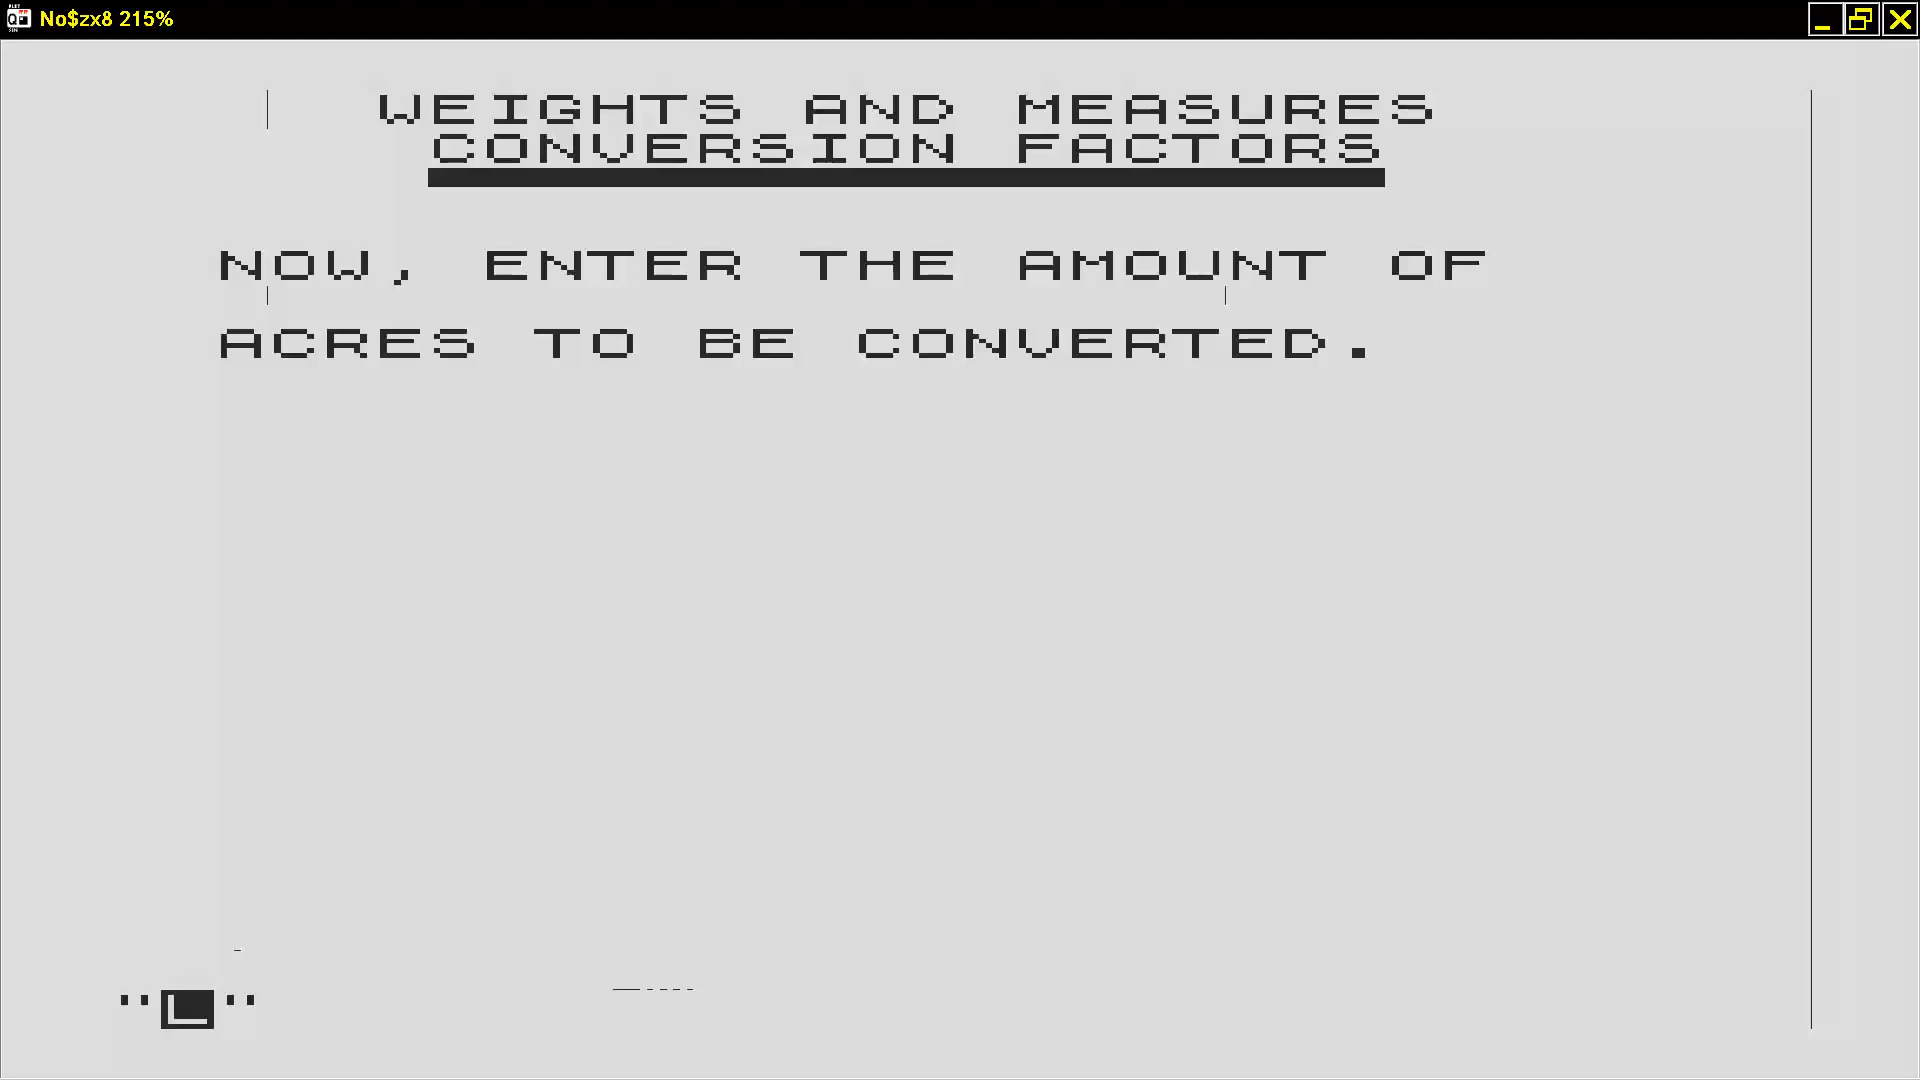 No$zx8 215%
WEIGHTS AND MEASURES
CONVERSION FACTORS
NOW, ENTER THE AMOUNT OF
ACRES TO BE CONVERTED.
"L"